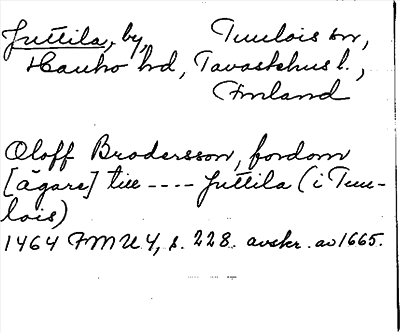 Juttila, by, Tuulois sn,
Hauho hd, Tavastehus l.,
Finland
Oloff Brodersson, fordom
[ägare] till ---- Juttila (i Tuu-
lois)
1464 FMU 4, s. 228. avskr. av 1665.